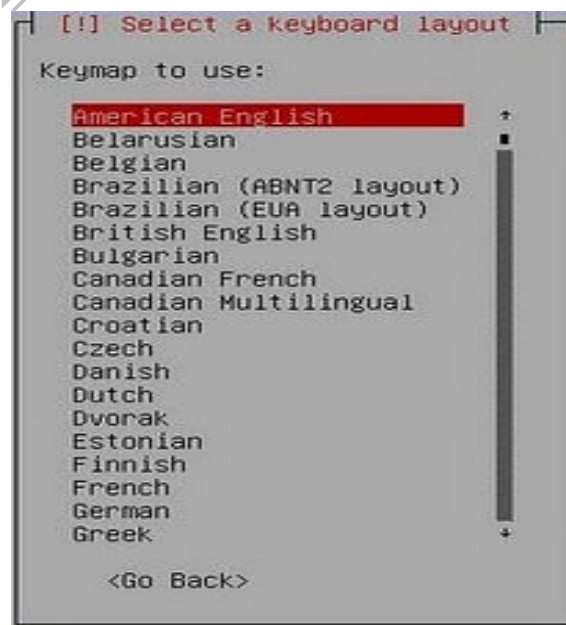 [!] Select a keyboard layout
Keymap to use:
American English
Belarusian
Belgian
Brazilian (ABNT2 layout)
Brazilian (EUA layout)
British English
Bulgarian
Canadian French
Canadian Multilingual
Croatian
Czech
Danish
Dutch
Dvorak
Estonian
Finnish
French
German
Greek
<Go Back>